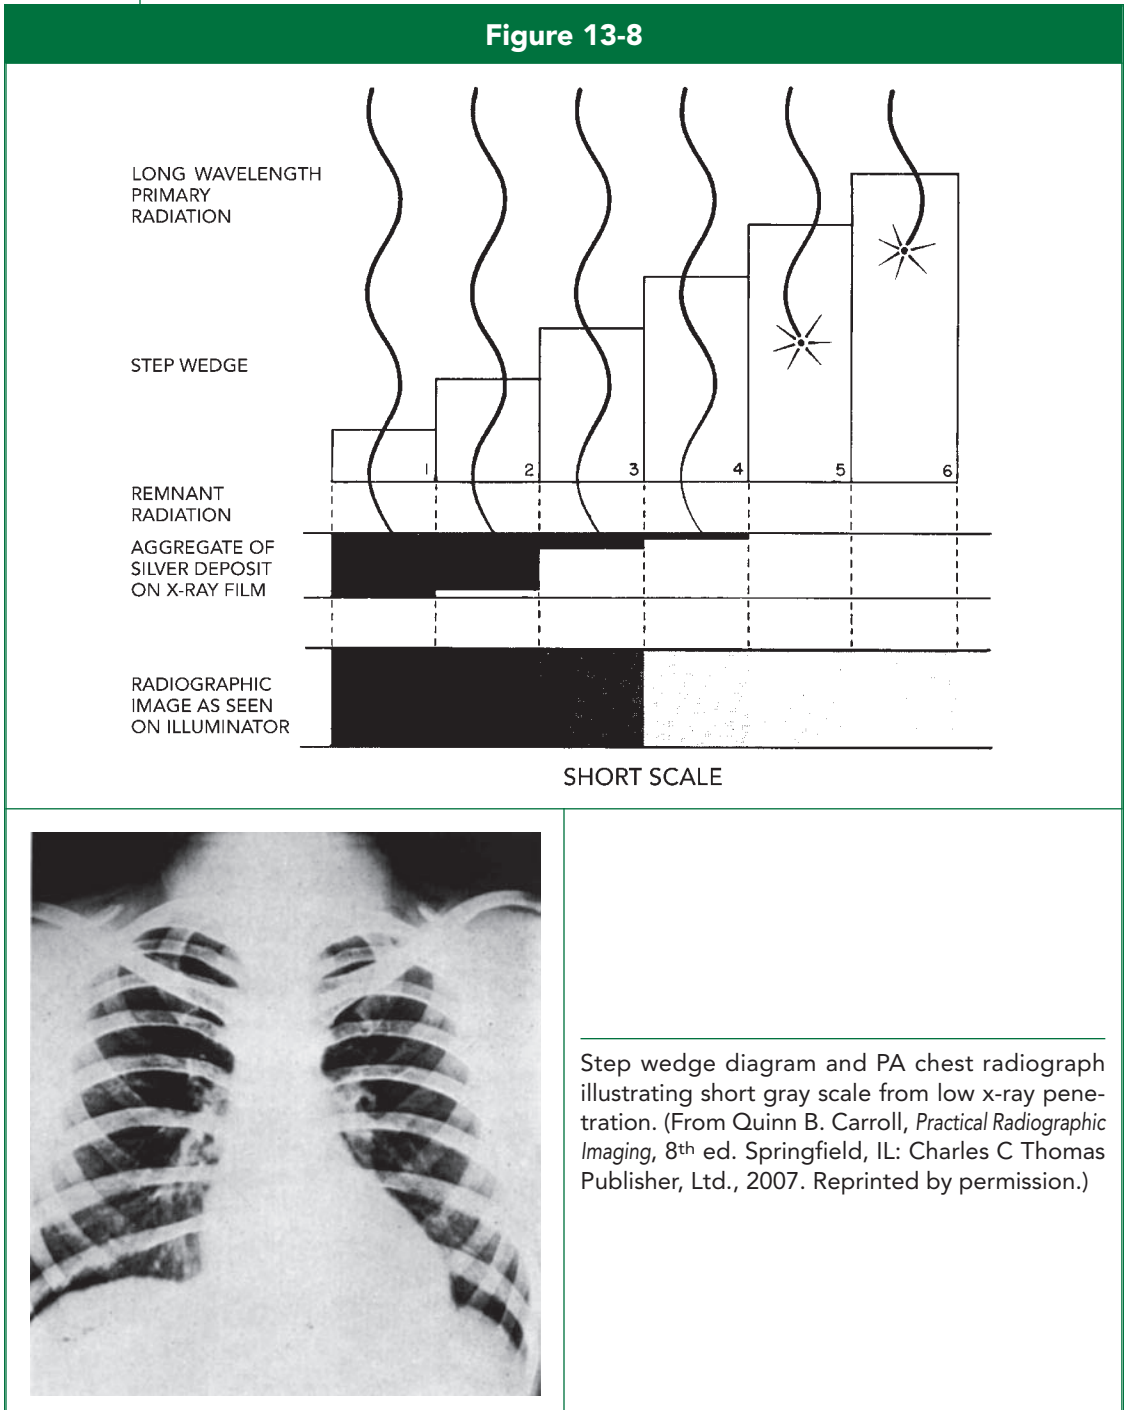 Figure 13-8
LONG WAVELENGTH
PRIMARY
RADIATION
STEP WEDGE
1 2 3 4 5 6
REMNANT
RADIATION
AGGREGATE OF
SILVER DEPOSIT
ON X-RAY FILM
RADIOGRAPHIC
IMAGE AS SEEN
ON ILLUMINATOR
SHORT SCALE
Step wedge diagram and PA chest radiograph
illustrating short gray scale from low x-ray pene-
tration. (From Quinn B. Carroll, Practical Radiographic
Imaging, 8th ed. Springfield, IL: Charles C Thomas
Publisher, Ltd., 2007. Reprinted by permission.)